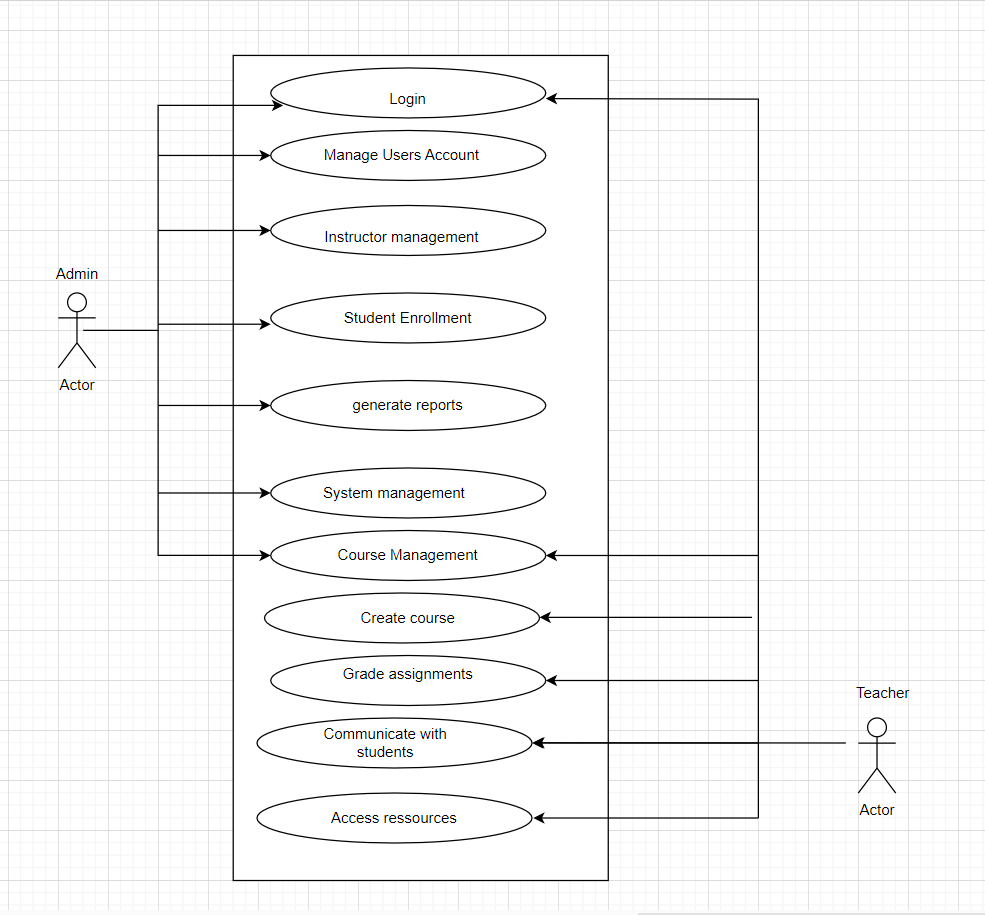 Login
Manage Users Account
Instructor management
Admin
Student Enrollment
Actor
generate reports
System management
Course Management
Create course
Grade assignments
Teacher
Communicate with
students
Actor
Access ressources